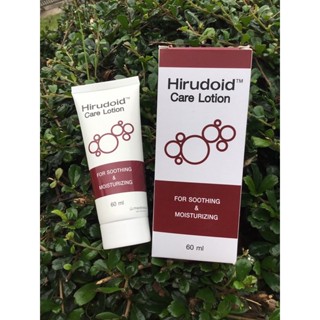 Hirudoid™
Care Lotion
FOR SOOTHING
&
MOISTURIZING
60 ml
Hirudoid™
Care Lotion
FOR SOOTHING
&
MOISTURIZING
60 ml